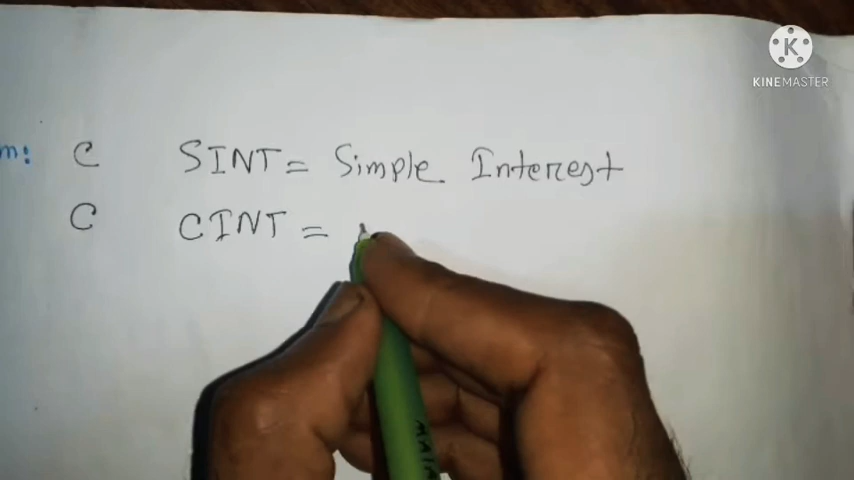 KINEMASTER
m: C SINT = Simple Interest
C CINT =